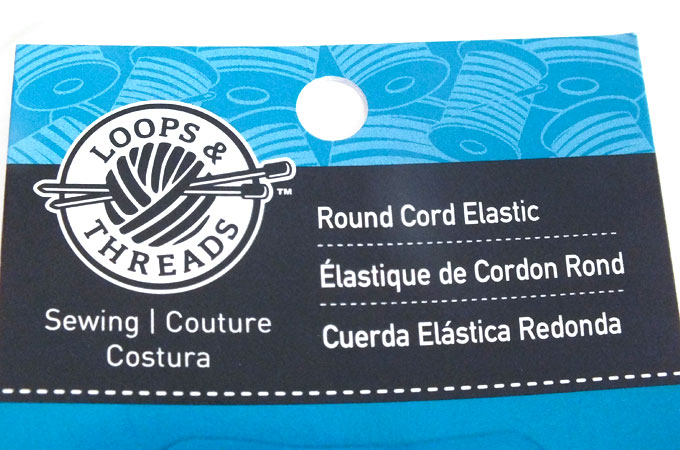 LOOPS &
THREADS
™
Sewing | Couture
Costura
Round Cord Elastic
Élastique de Cordon Rond
Cuerda Elástica Redonda